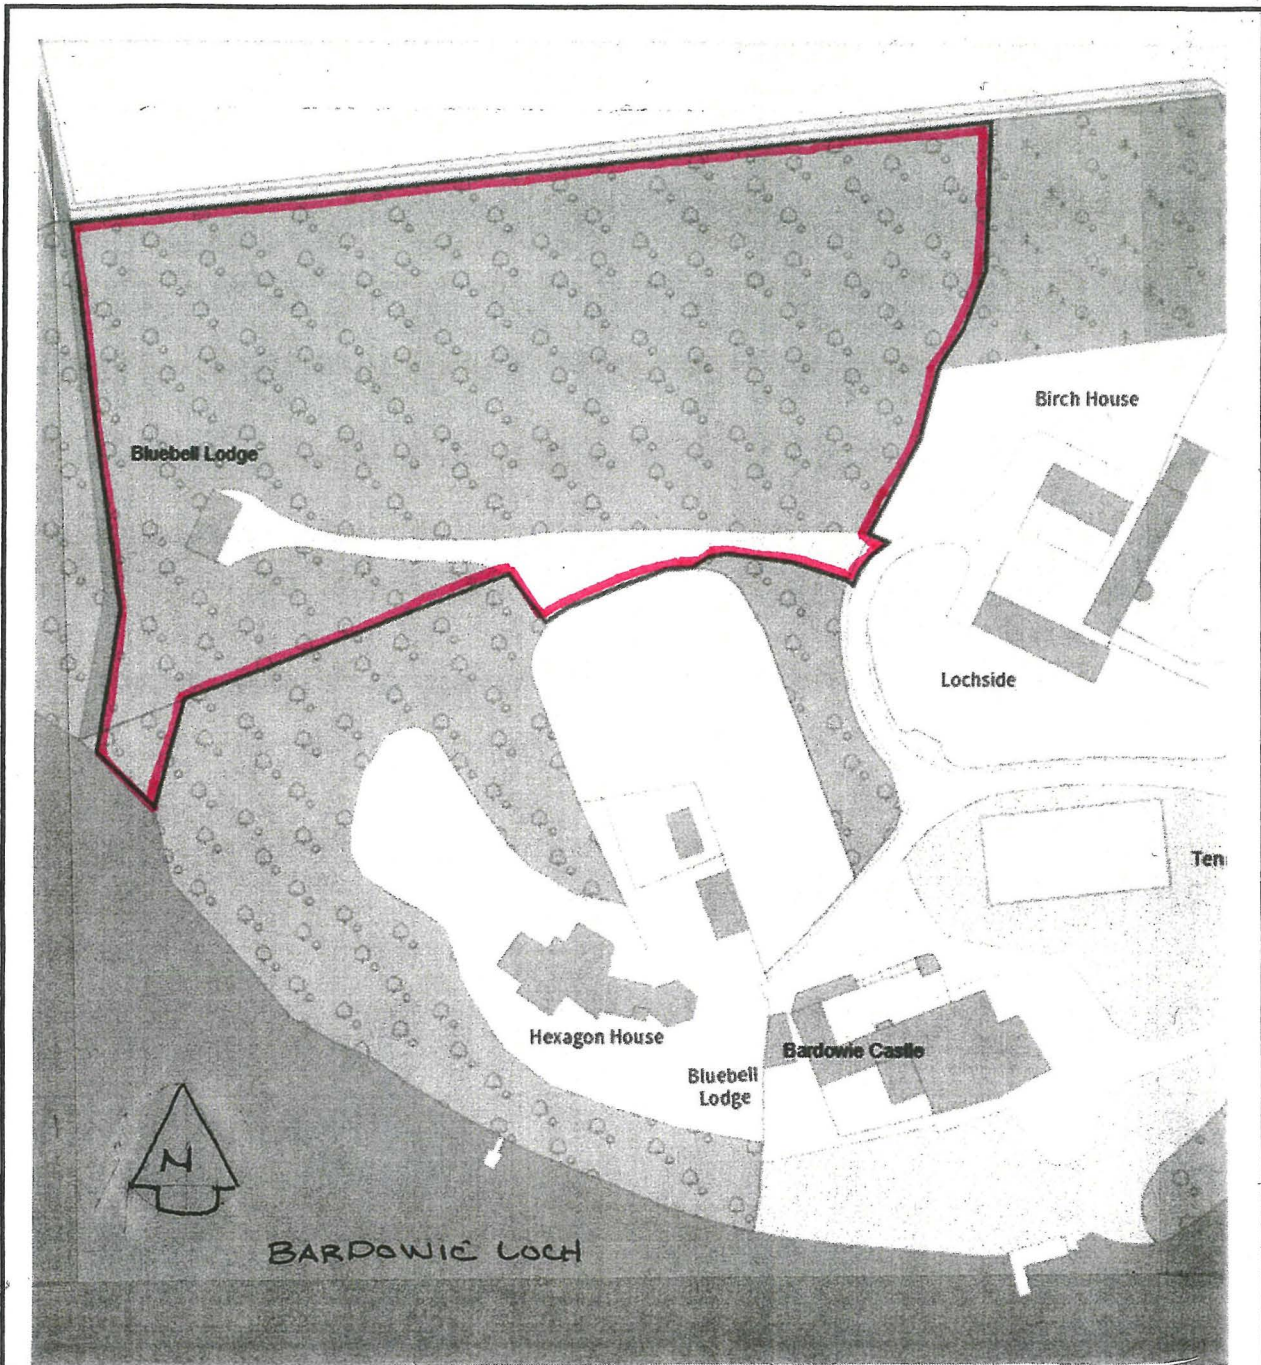 Birch House
Bluebell Lodge
Lochside
Ten
Hexagon House
Bardowie Castle
Bluebell
Lodge
N
BARDOWIE LOCH